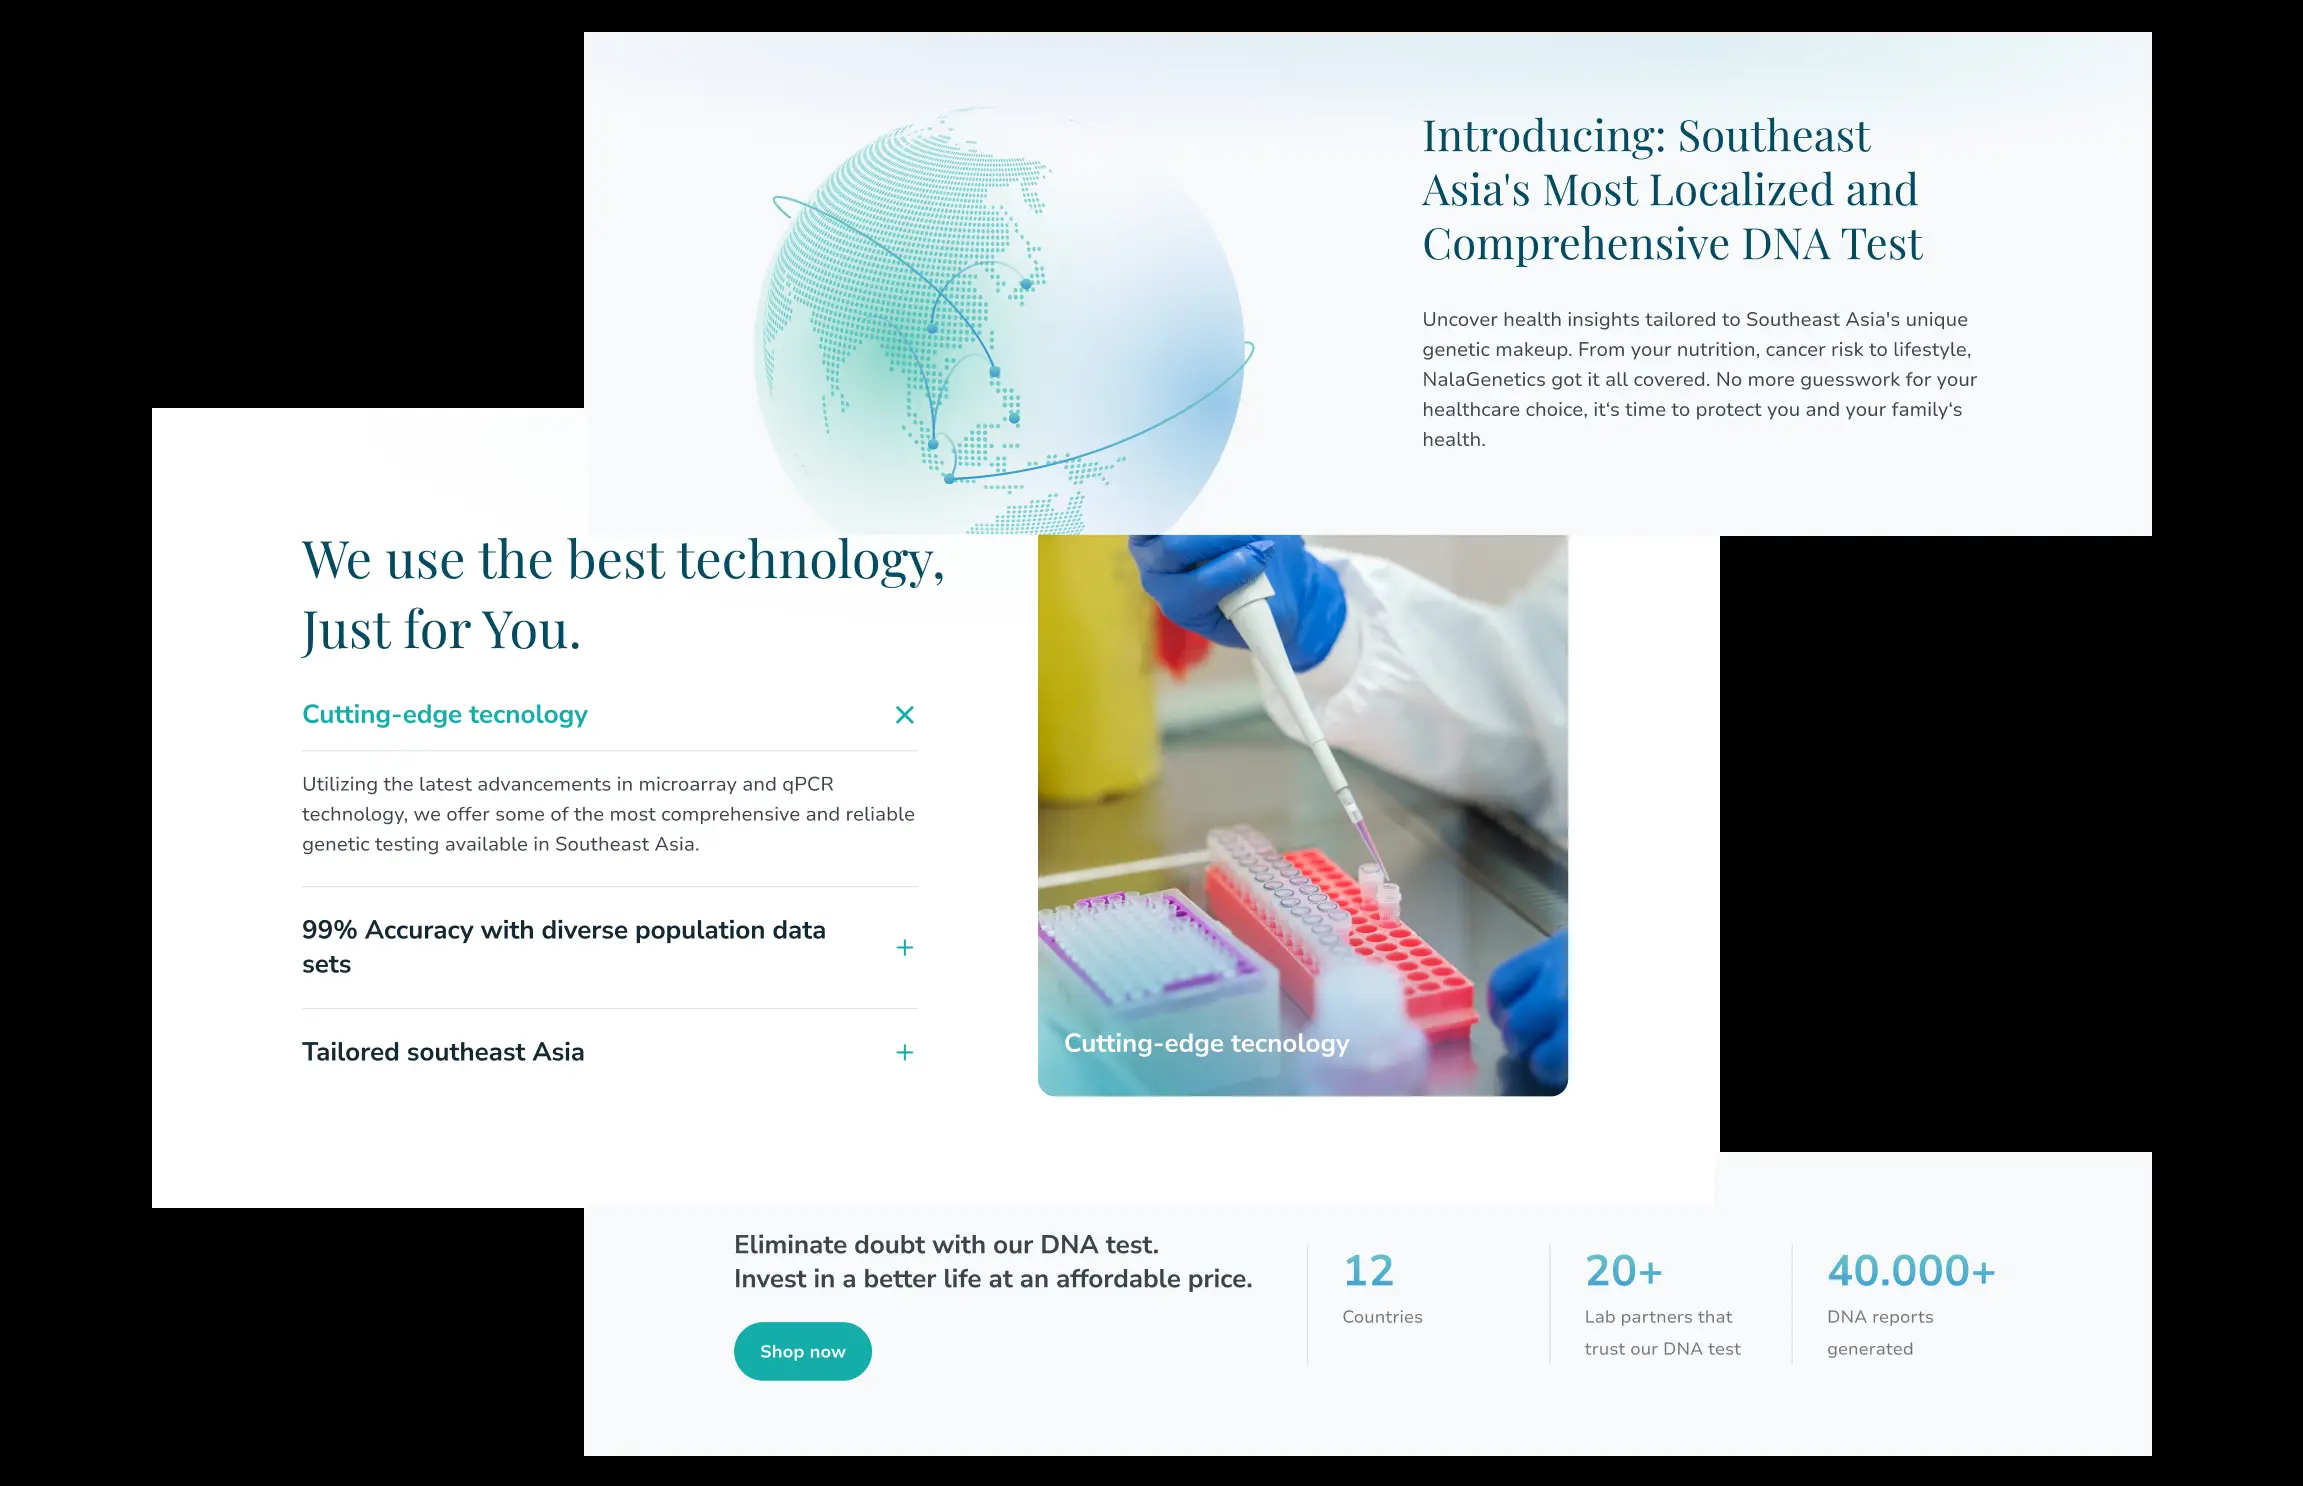 Introducing: Southeast
Asia's Most Localized and
Comprehensive DNA Test
Uncover health insights tailored to Southeast Asia's unique
genetic makeup. From your nutrition, cancer risk to lifestyle,
NalaGenetics got it all covered. No more guesswork for your
healthcare choice, it‘s time to protect you and your family‘s
health.
We use the best technology,
Just for You.
Cutting-edge tecnology
Utilizing the latest advancements in microarray and qPCR
technology, we offer some of the most comprehensive and reliable
genetic testing available in Southeast Asia.
99% Accuracy with diverse population data
sets
Tailored southeast Asia
Cutting-edge tecnology
Eliminate doubt with our DNA test.
Invest in a better life at an affordable price.
Shop now
12
Countries
20+
Lab partners that
trust our DNA test
40.000+
DNA reports
generated